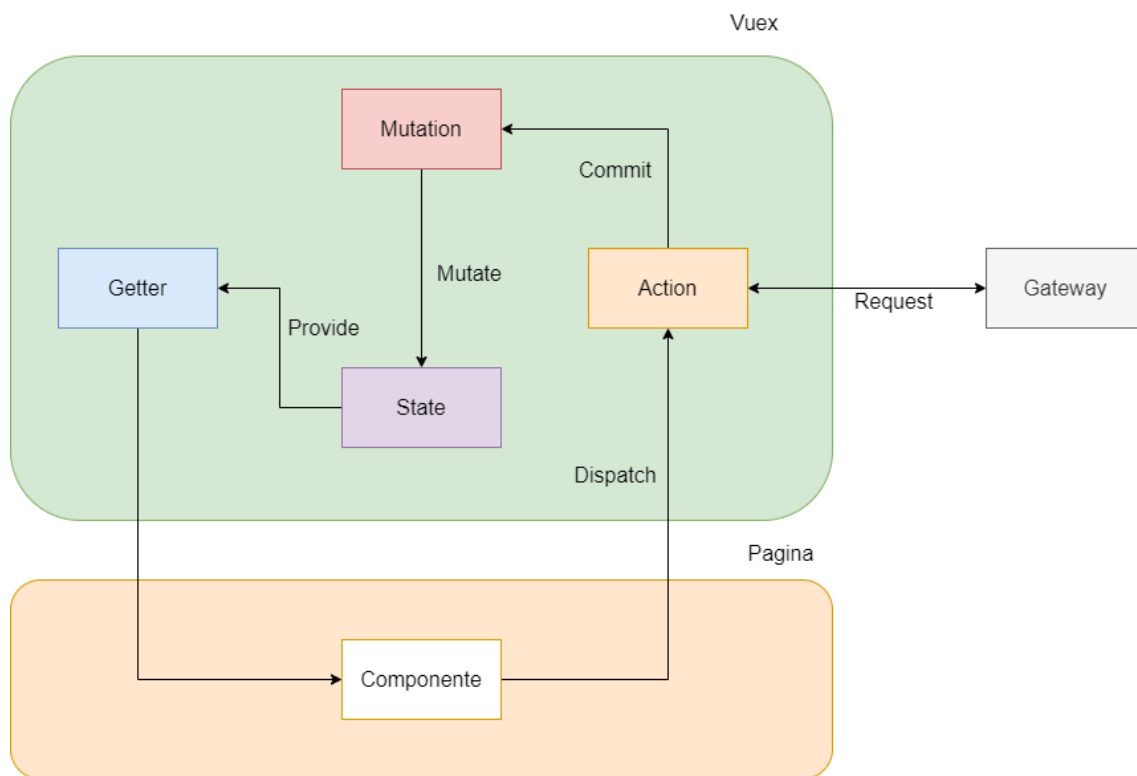 Vuex
Mutation
Commit
Getter
Mutate
Action
Request
Gateway
Provide
State
Dispatch
Pagina
Componente